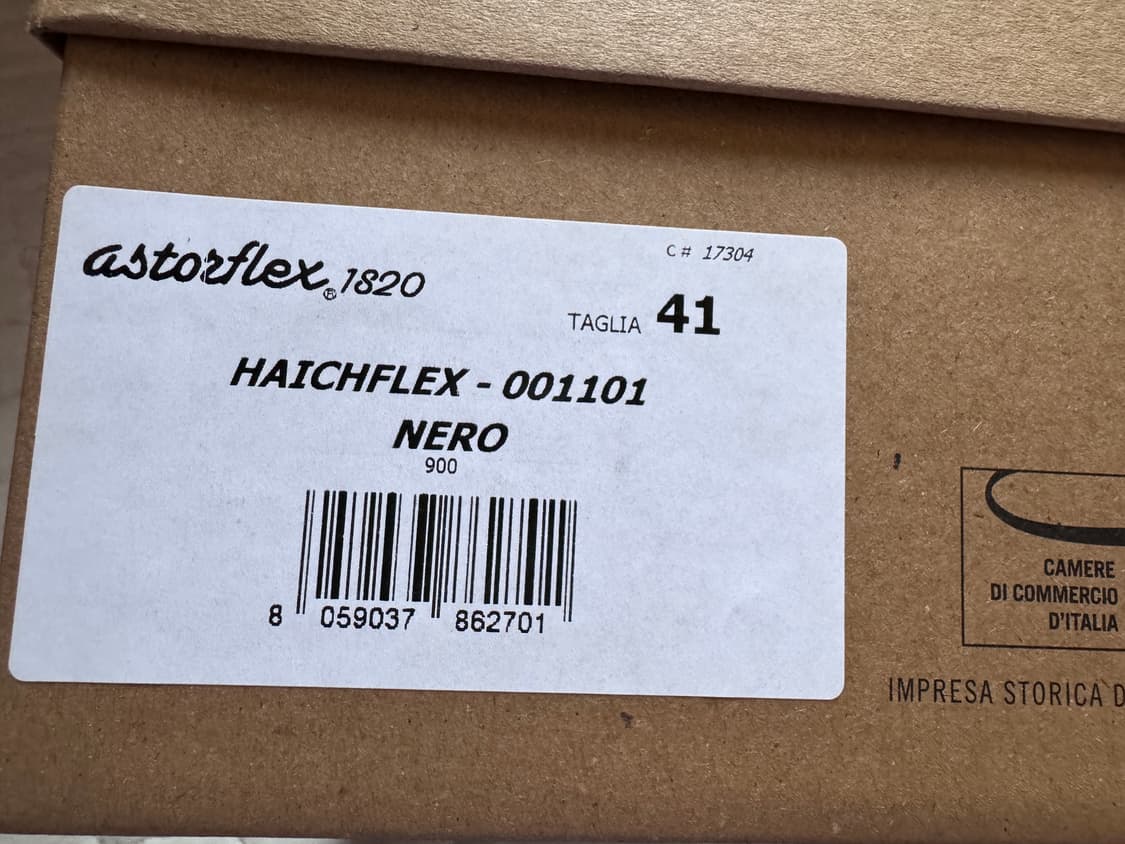 astorflex® 1820
C# 17304
TAGLIA 41
HAICHFLEX - 001101
NERO
900
8 059037 862701
CAMERE
DI COMMERCIO
D'ITALIA
IMPRESA STORICA D